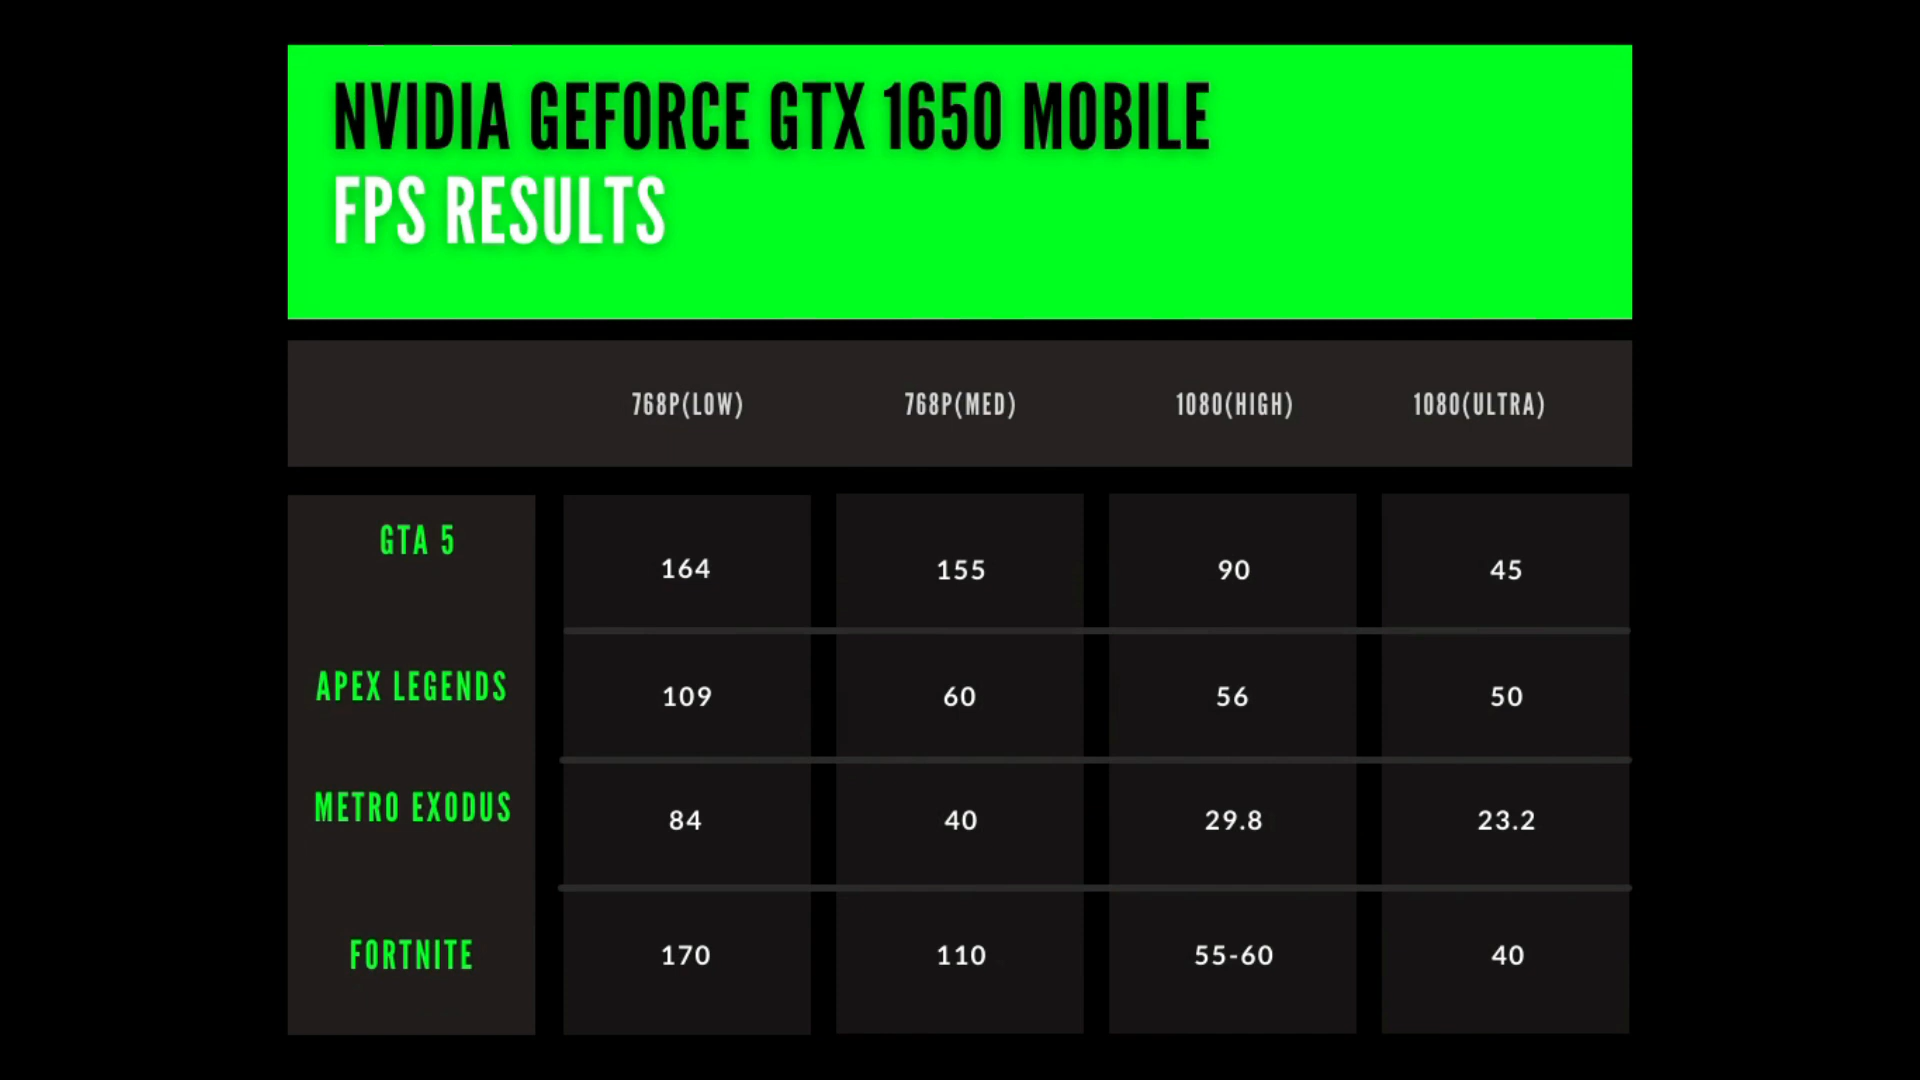 NVIDIA GEFORCE GTX 1650 MOBILE
FPS RESULTS
768P(LOW) 768P(MED) 1080(HIGH) 1080(ULTRA)
GTA 5 164 155 90 45
APEX LEGENDS 109 60 56 50
METRO EXODUS 84 40 29.8 23.2
FORTNITE 170 110 55-60 40